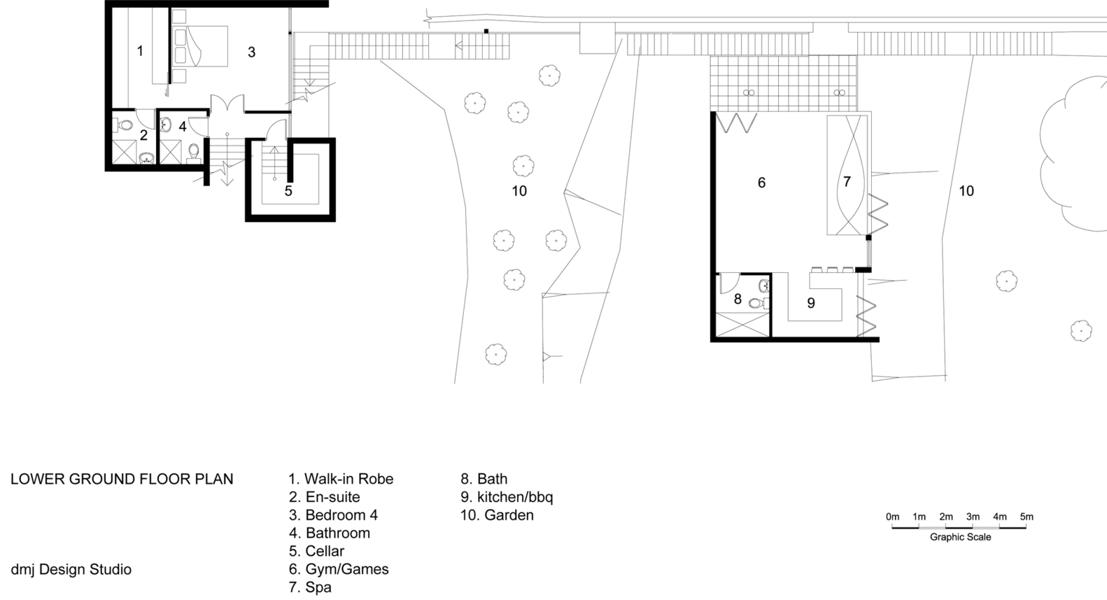 1
3
2
4
5
10
6
7
10
8
9
LOWER GROUND FLOOR PLAN
1. Walk-in Robe
2. En-suite
3. Bedroom 4
4. Bathroom
5. Cellar
6. Gym/Games
7. Spa
8. Bath
9. kitchen/bbq
10. Garden
0m 1m 2m 3m 4m 5m
Graphic Scale
dmj Design Studio